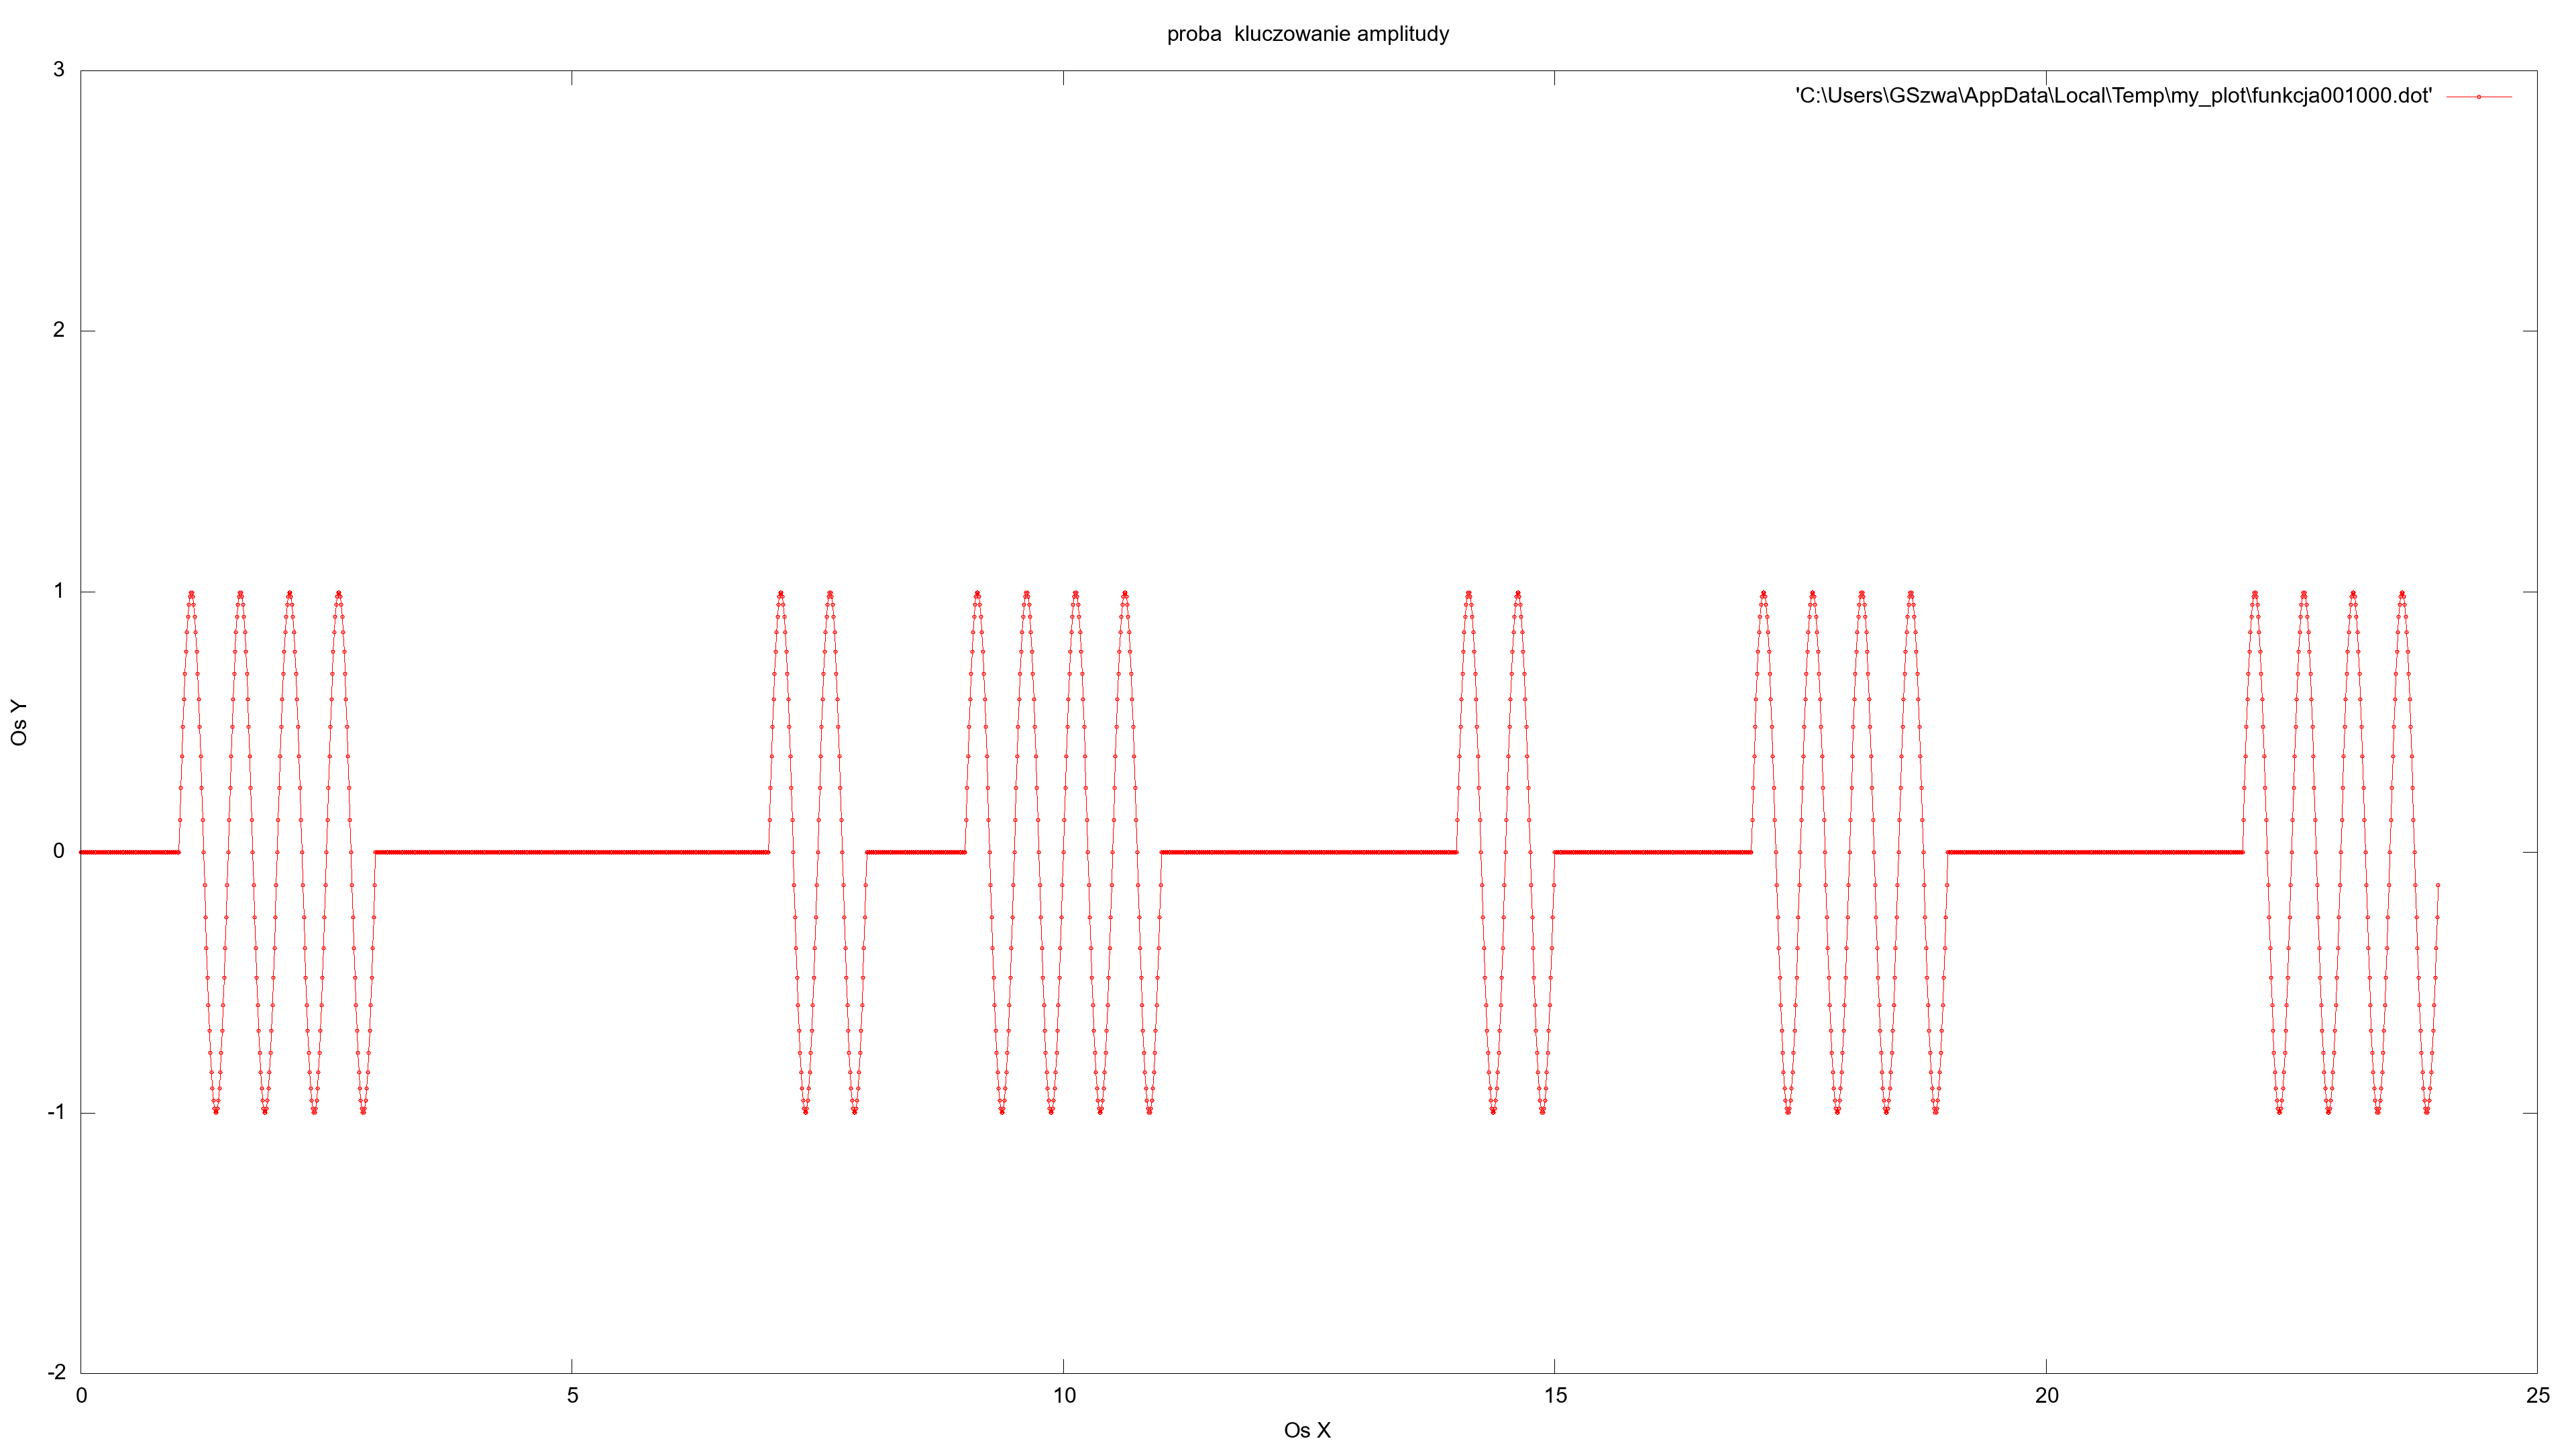 proba  kluczowanie amplitudy
'C:\Users\GSzwa\AppData\Local\Temp\my_plot\funkcja001000.dot'
3
2
1
0
-1
-2
Os Y
0 5 10 15 20 25
Os X